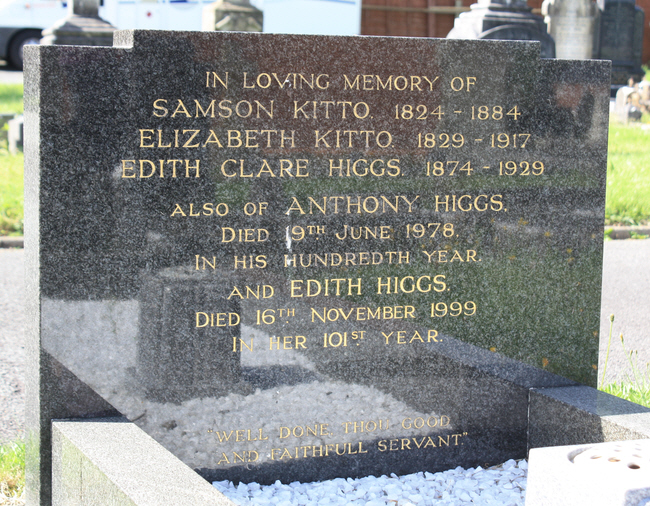 IN LOVING MEMORY OF
SAMSON KITTO. 1824 - 1884
ELIZABETH KITTO. 1829 - 1917
EDITH CLARE HIGGS. 1874 - 1929
ALSO OF ANTHONY HIGGS.
DIED 19TH JUNE 1978.
IN HIS HUNDREDTH YEAR.
AND EDITH HIGGS.
DIED 16TH NOVEMBER 1999
IN HER 101ST YEAR.
"WELL DONE, THOU GOOD
AND FAITHFULL SERVANT"